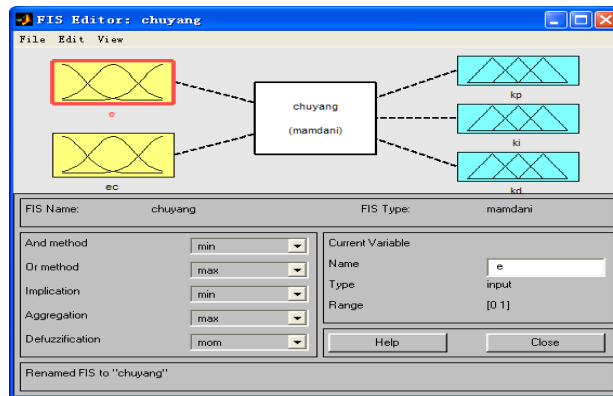 FIS Editor: chuyang
File Edit View
e
ec
chuyang
(mamdani)
kp
ki
kd
FIS Name: chuyang FIS Type: mamdani
And method min
Or method max
Implication min
Aggregation max
Defuzzification mom
Current Variable
Name e
Type input
Range [0 1]
Help Close
Renamed FIS to "chuyang"